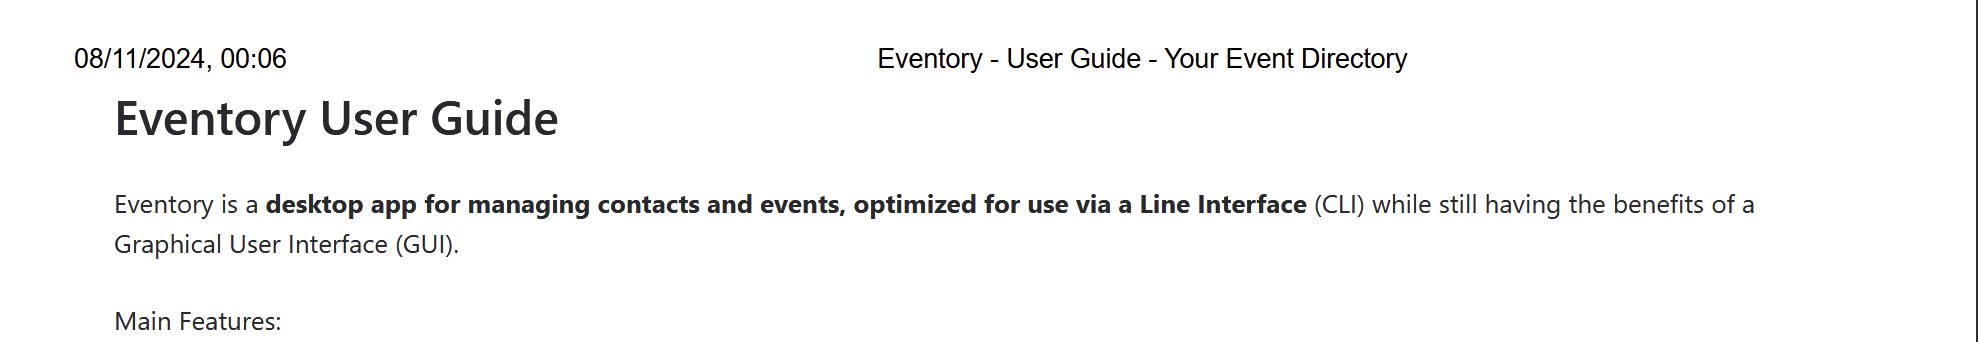 08/11/2024, 00:06 Eventory - User Guide - Your Event Directory
Eventory User Guide
Eventory is a desktop app for managing contacts and events, optimized for use via a Line Interface (CLI) while still having the benefits of a
Graphical User Interface (GUI).
Main Features: